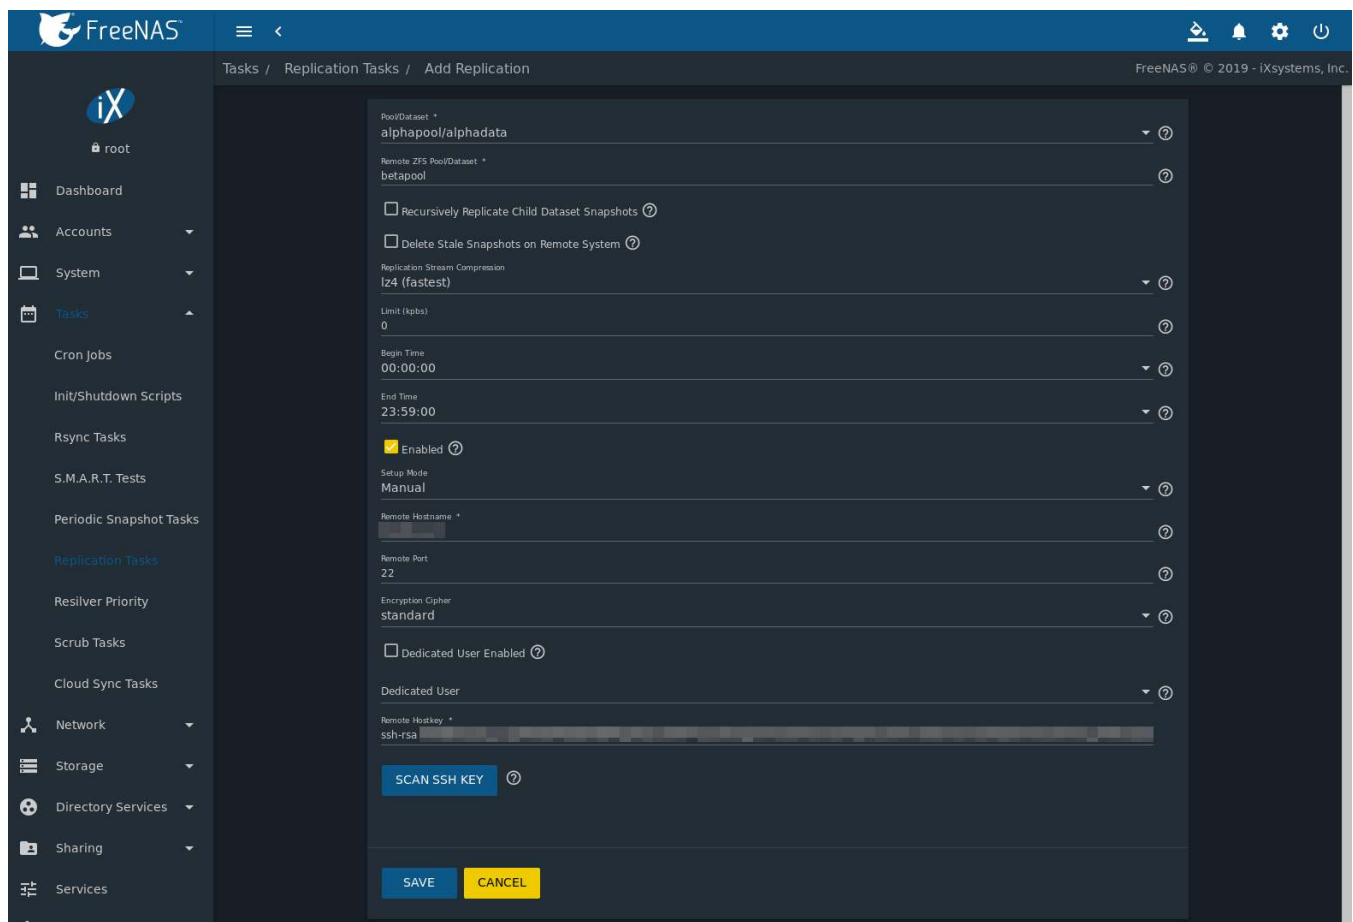 FreeNAS
Tasks / Replication Tasks / Add Replication
FreeNAS® © 2019 - iXsystems, Inc.
iX
root
Dashboard
Accounts
System
Tasks
Cron Jobs
Init/Shutdown Scripts
Rsync Tasks
S.M.A.R.T. Tests
Periodic Snapshot Tasks
Replication Tasks
Resilver Priority
Scrub Tasks
Cloud Sync Tasks
Network
Storage
Directory Services
Sharing
Services
Pool/Dataset *
alphapool/alphadata
Remote ZFS Pool/Dataset *
betapool
Recursively Replicate Child Dataset Snapshots
Delete Stale Snapshots on Remote System
Replication Stream Compression
lz4 (fastest)
Limit (kpbs)
0
Begin Time
00:00:00
End Time
23:59:00
Enabled
Setup Mode
Manual
Remote Hostname *
Remote Port
22
Encryption Cipher
standard
Dedicated User Enabled
Dedicated User
Remote Hostkey *
ssh-rsa
SCAN SSH KEY
SAVE
CANCEL